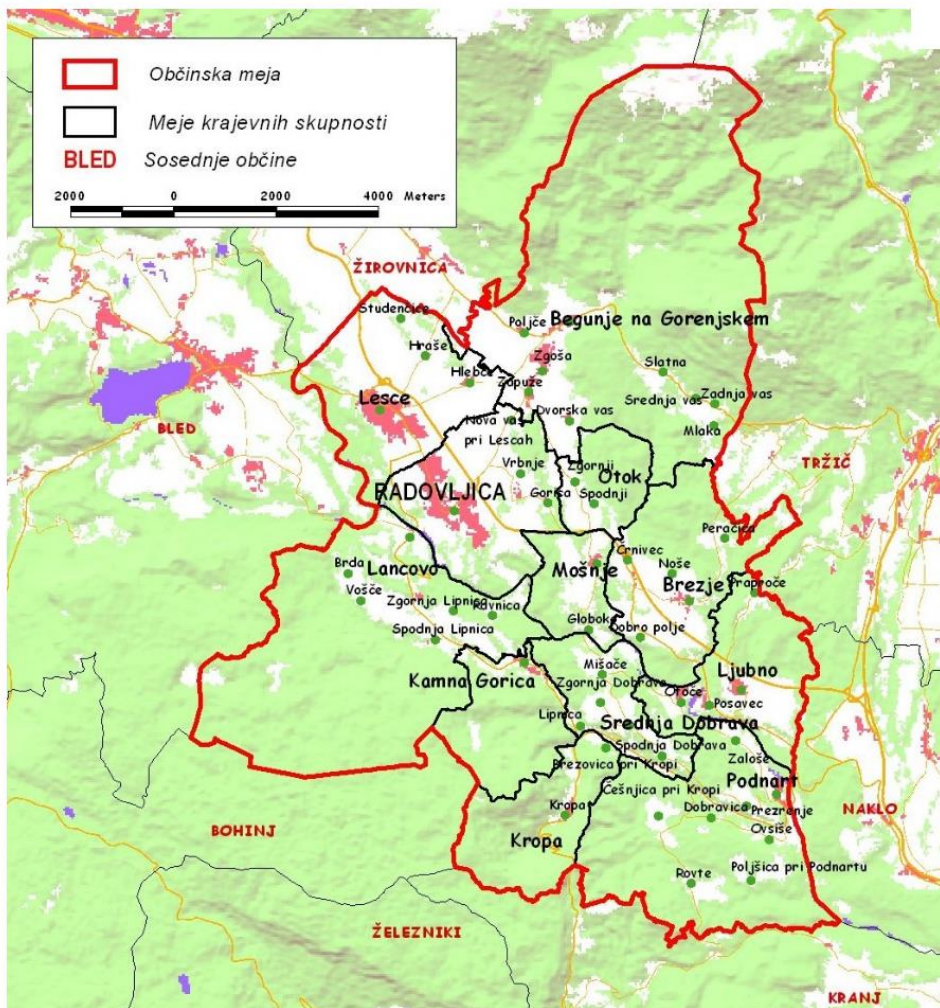 Občinska meja
Meje krajevnih skupnosti
BLED Sosednje občine
2000 0 2000 4000 Meters
ŽIROVNICA
Studenčice
Poljče
Begunje na Gorenjskem
Hraše
Zgoša
Slatna
Hlebce
Zapuže
Lesce
Srednja vas
Zadnja vas
Dvorska vas
Nova vas
pri Lescah
BLED
Mlaka
TRŽIČ
Vrbnje
Zgornji
Otok
RADOVLJICA
Gorica
Spodnji
Peračica
Črnivec
Brda
Lancovo
Mošnje
Noše
Brezje
Praproče
Vošče
Zgornja Lipnica
Ravnica
Globoko
Dobro polje
Spodnja Lipnica
Mišače
Ljubno
Kamna Gorica
Zgornja Dobrava
Otoče
Posavec
Lipnica
Srednja Dobrava
Spodnja Dobrava
Zaloše
Brezovica pri Kropi
Podnart
Češnjica pri Kropi
Kropa
Dobravica
Prezrenje
NAKLO
BOHINJ
Kropa
Ovsiše
Rovte
Poljšica pri Podnartu
ŽELEZNIKI
KRANJ